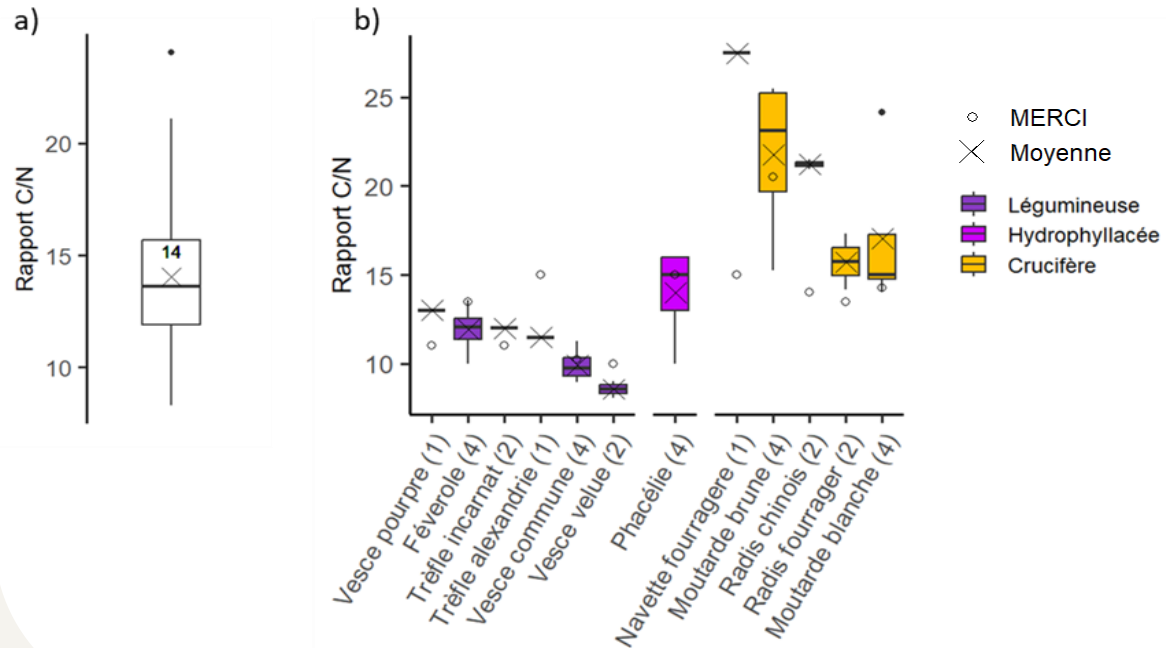 a)
Rapport C/N
20
15
10
14
b)
Rapport C/N
25
20
15
10
Vesce pourpre (1)
Féverole (4)
Trèfle incarnat (2)
Trèfle alexandrie (1)
Vesce commune (4)
Vesce velue (2)
Phacélie (4)
Navette fourragere (1)
Moutarde brune (4)
Radis chinois (2)
Radis fourrager (2)
Moutarde blanche (4)
MERCI
Moyenne
Légumineuse
Hydrophyllacée
Crucifère